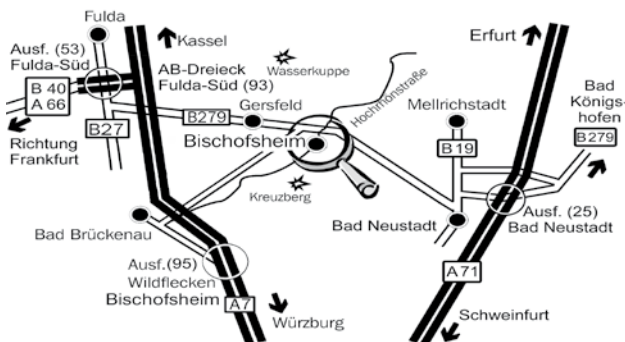 Fulda
Kassel
Ausf. (53)
Fulda-Süd
B 40
A 66
Richtung
Frankfurt
B27
AB-Dreieck
Fulda-Süd (93)
Wasserkuppe
Hochrhönstraße
Erfurt
Gersfeld
B279
Bischofsheim
Mellrichstadt
B19
Bad
Königs-
hofen
B279
Kreuzberg
Bad Neustadt
Ausf. (25)
Bad Neustadt
Bad Brückenau
Ausf. (95)
Wildflecken
Bischofsheim
A7
Würzburg
A71
Schweinfurt